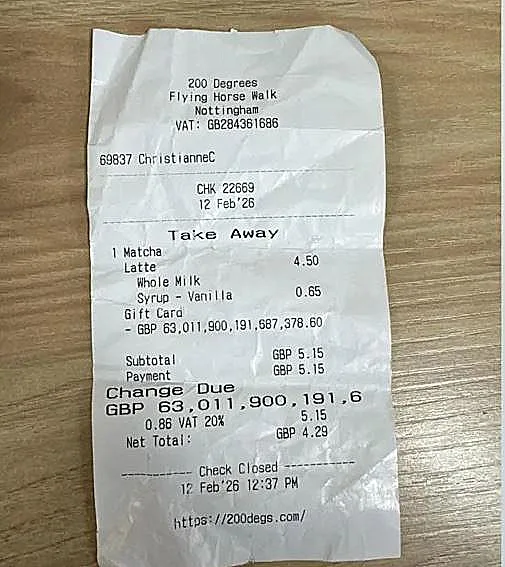 200 Degrees
Flying Horse Walk
Nottingham
VAT: GB284361686
69837 ChristianneC
CHK 22669
12 Feb'26
Take Away
1 Matcha
Latte 4.50
Whole Milk
Syrup - Vanilla 0.65
Gift Card
- GBP 63,011,900,191,687,378.60
Subtotal GBP 5.15
Payment GBP 5.15
Change Due
GBP 63,011,900,191,6
0.86 VAT 20% 5.15
Net Total: GBP 4.29
Check Closed
12 Feb'26 12:37 PM
https://200degs.com/